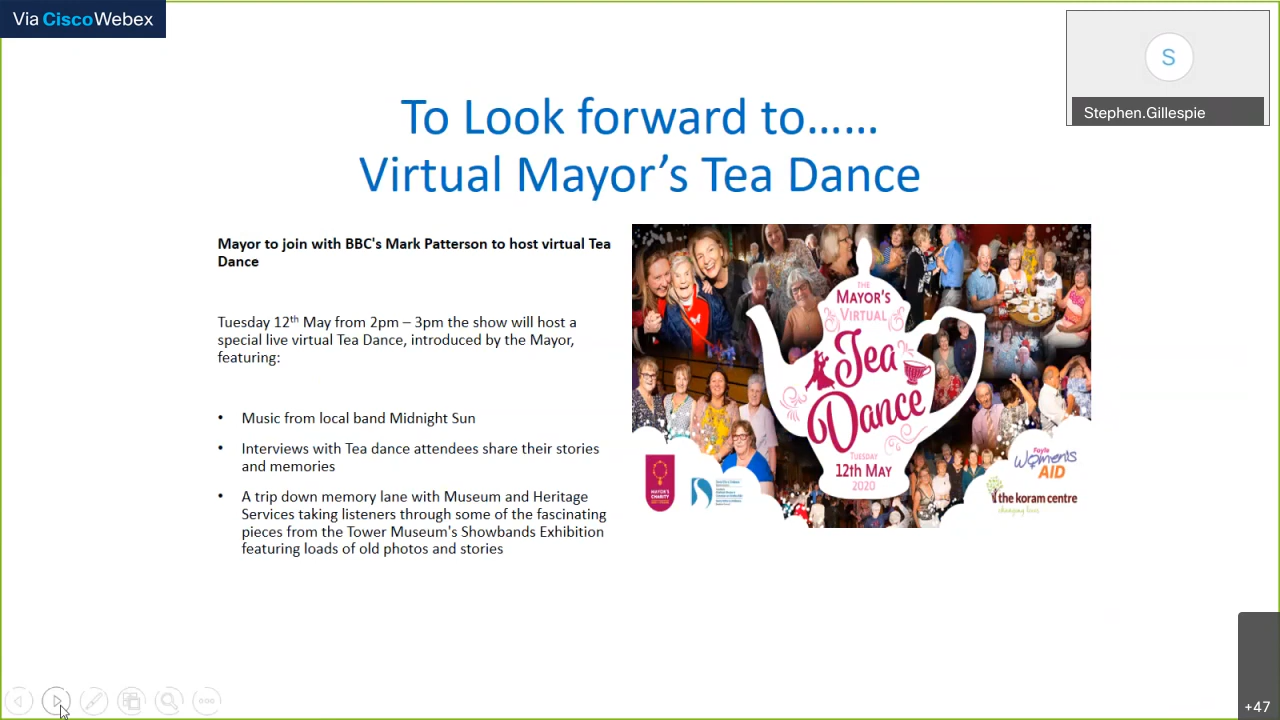 Via CiscoWebex
S
Stephen.Gillespie
To Look forward to……
Virtual Mayor’s Tea Dance
Mayor to join with BBC's Mark Patterson to host virtual Tea
Dance
Tuesday 12th May from 2pm – 3pm the show will host a
special live virtual Tea Dance, introduced by the Mayor,
featuring:
• Music from local band Midnight Sun
• Interviews with Tea dance attendees share their stories
and memories
• A trip down memory lane with Museum and Heritage
Services taking listeners through some of the fascinating
pieces from the Tower Museum's Showbands Exhibition
featuring loads of old photos and stories
THE
MAYOR'S
VIRTUAL
Tea
Dance
TUESDAY
12th MAY
2020
MAYOR'S
CHARITY
Foyle
Women's
AID
the koram centre
changing lives
+47